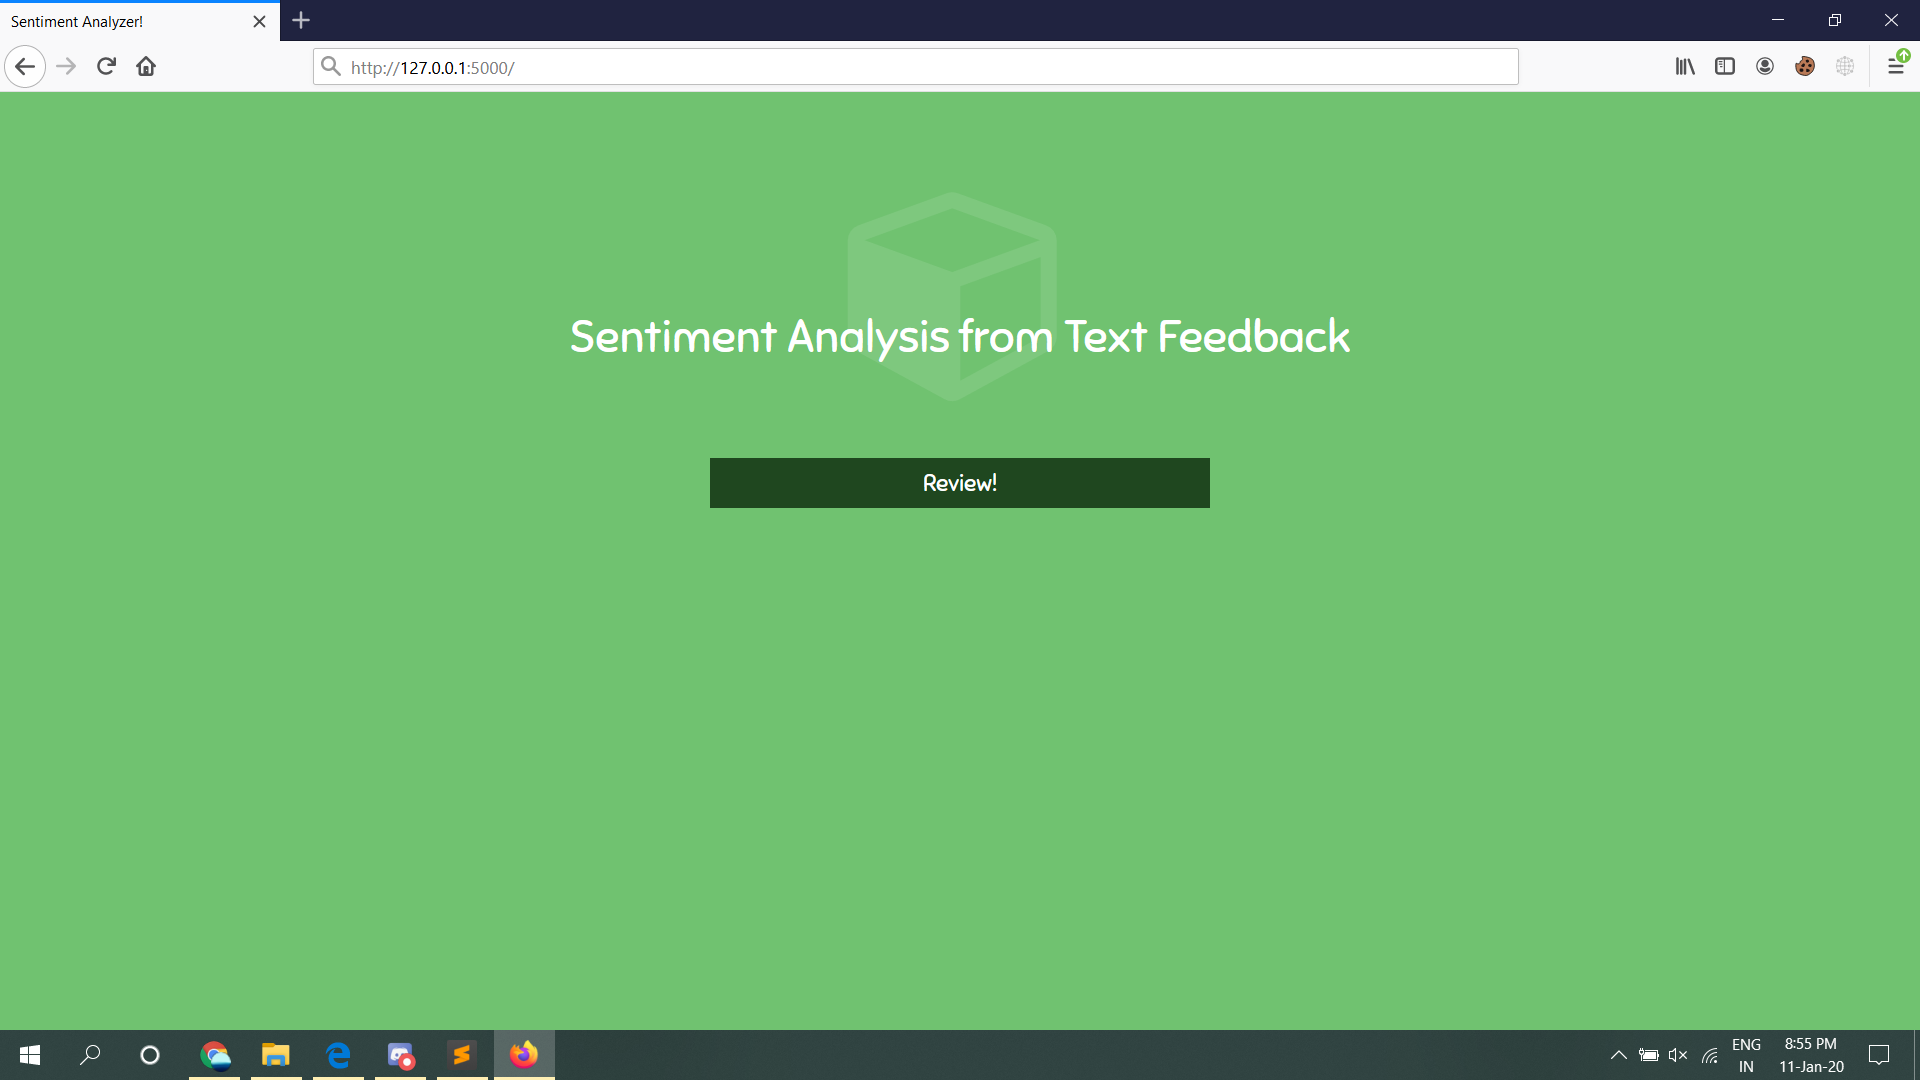 Sentiment Analyzer!
http://127.0.0.1:5000/
Sentiment Analysis from Text Feedback
Review!
ENG
IN
8:55 PM
11-Jan-20